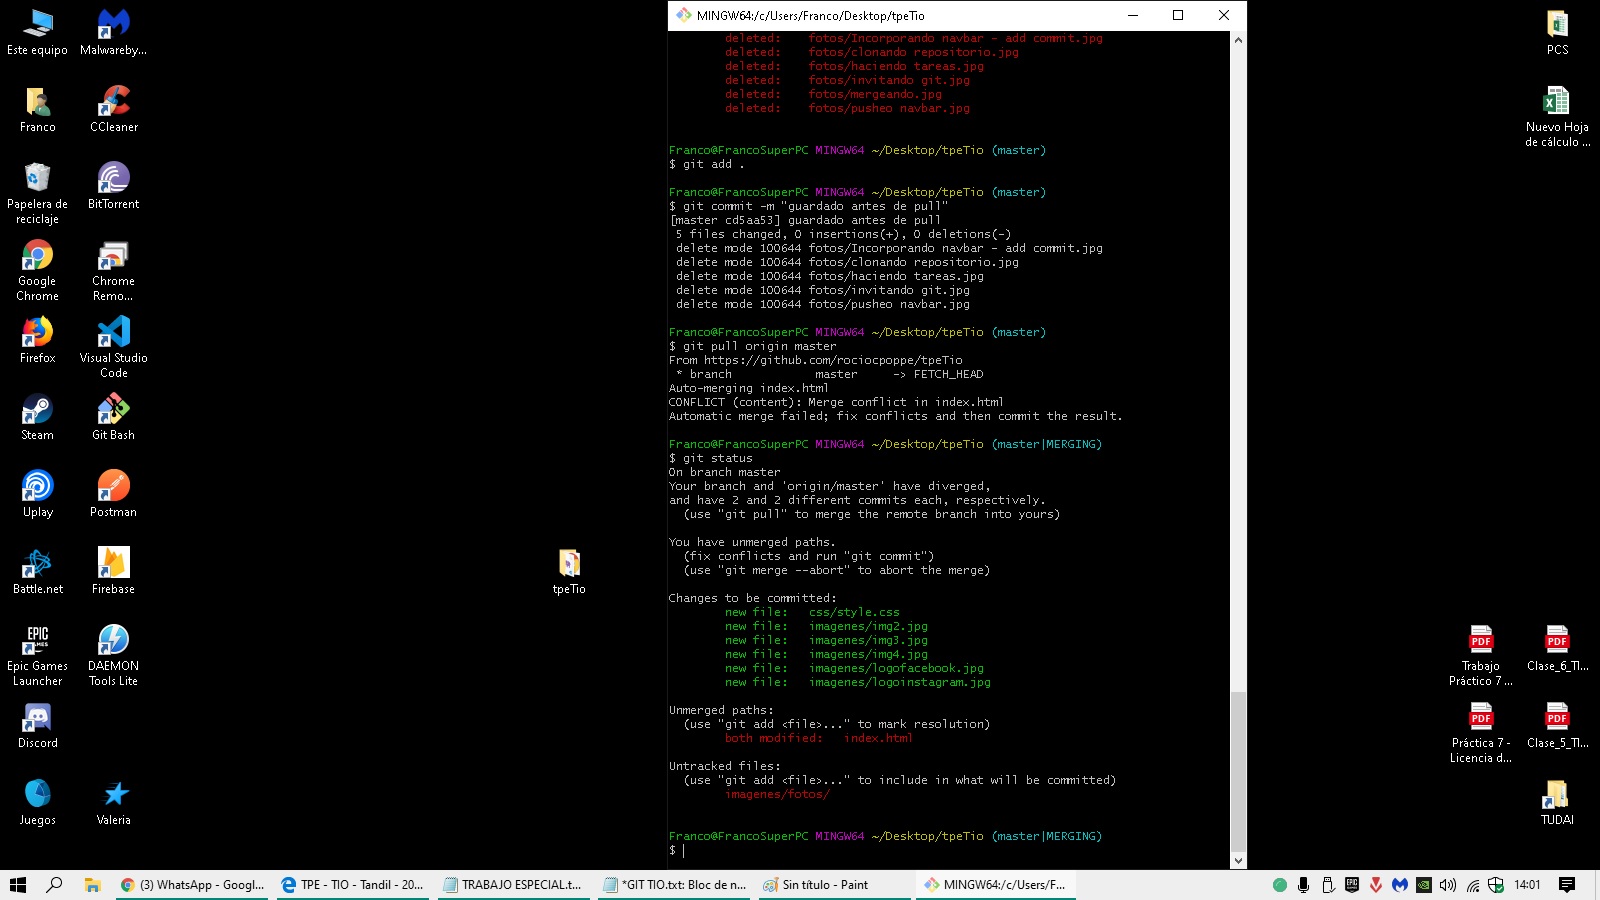 Este equipo
Malwareby...
Franco
CCleaner
Papelera de
reciclaje
BitTorrent
Google
Chrome
Chrome
Remo...
Firefox
Visual Studio
Code
Steam
Git Bash
Uplay
Postman
Battle.net
Firebase
Epic Games
Launcher
DAEMON
Tools Lite
Discord
Juegos
Valeria
tpeTio
MINGW64:/c/Users/Franco/Desktop/tpeTio
deleted:    fotos/Incorporando navbar - add commit.jpg
deleted:    fotos/clonando repositorio.jpg
deleted:    fotos/haciendo tareas.jpg
deleted:    fotos/invitando git.jpg
deleted:    fotos/mergeando.jpg
deleted:    fotos/pusheo navbar.jpg
Franco@FrancoSuperPC MINGW64 ~/Desktop/tpeTio (master)
$ git add .
Franco@FrancoSuperPC MINGW64 ~/Desktop/tpeTio (master)
$ git commit -m "guardado antes de pull"
[master cd5aa53] guardado antes de pull
5 files changed, 0 insertions(+), 0 deletions(-)
delete mode 100644 fotos/Incorporando navbar - add commit.jpg
delete mode 100644 fotos/clonando repositorio.jpg
delete mode 100644 fotos/haciendo tareas.jpg
delete mode 100644 fotos/invitando git.jpg
delete mode 100644 fotos/pusheo navbar.jpg
Franco@FrancoSuperPC MINGW64 ~/Desktop/tpeTio (master)
$ git pull origin master
From https://github.com/rociocpoppe/tpeTio
* branch            master     -> FETCH_HEAD
Auto-merging index.html
CONFLICT (content): Merge conflict in index.html
Automatic merge failed; fix conflicts and then commit the result.
Franco@FrancoSuperPC MINGW64 ~/Desktop/tpeTio (master|MERGING)
$ git status
On branch master
Your branch and 'origin/master' have diverged,
and have 2 and 2 different commits each, respectively.
(use "git pull" to merge the remote branch into yours)
You have unmerged paths.
(fix conflicts and run "git commit")
(use "git merge --abort" to abort the merge)
Changes to be committed:
new file:   css/style.css
new file:   imagenes/img2.jpg
new file:   imagenes/img3.jpg
new file:   imagenes/img4.jpg
new file:   imagenes/logofacebook.jpg
new file:   imagenes/logoinstagram.jpg
Unmerged paths:
(use "git add <file>..." to mark resolution)
both modified:   index.html
Untracked files:
(use "git add <file>..." to include in what will be committed)
imagenes/fotos/
Franco@FrancoSuperPC MINGW64 ~/Desktop/tpeTio (master|MERGING)
$
PCS
Nuevo Hoja
de cálculo ...
PDF
PDF
Trabajo
Práctico 7 ...
Clase_6_TI...
PDF
PDF
Práctica 7 -
Licencia d...
Clase_5_TI...
TUDAI
(3) WhatsApp - Googl...
TPE - TIO - Tandil - 20...
TRABAJO ESPECIAL.t...
*GIT TIO.txt: Bloc de n...
Sin título - Paint
MINGW64:/c/Users/F...
14:01